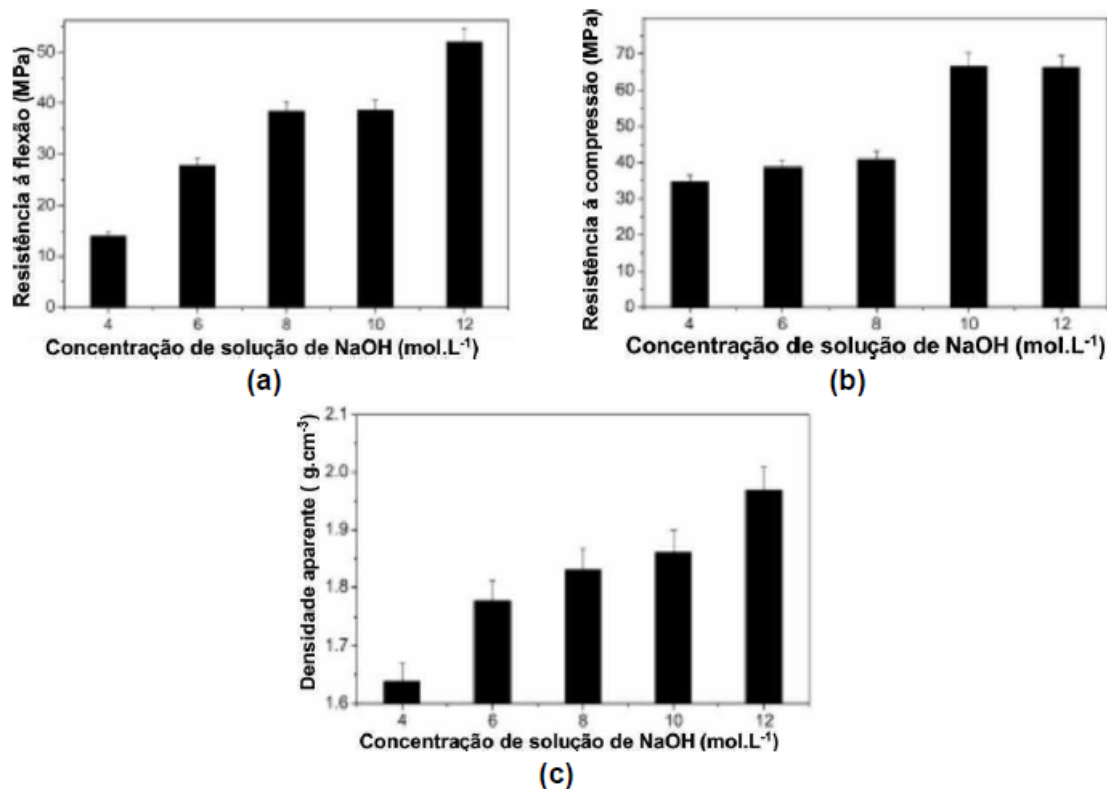 Resistência á flexão (MPa)
50
40
30
20
10
0
4 6 8 10 12
Concentração de solução de NaOH (mol.L-1)
(a)
Resistência á compressão (MPa)
70
60
50
40
30
20
10
0
4 6 8 10 12
Concentração de solução de NaOH (mol.L-1)
(b)
Densidade aparente ( g.cm-3)
2.1
2.0
1.9
1.8
1.7
1.6
4 6 8 10 12
Concentração de solução de NaOH (mol.L-1)
(c)